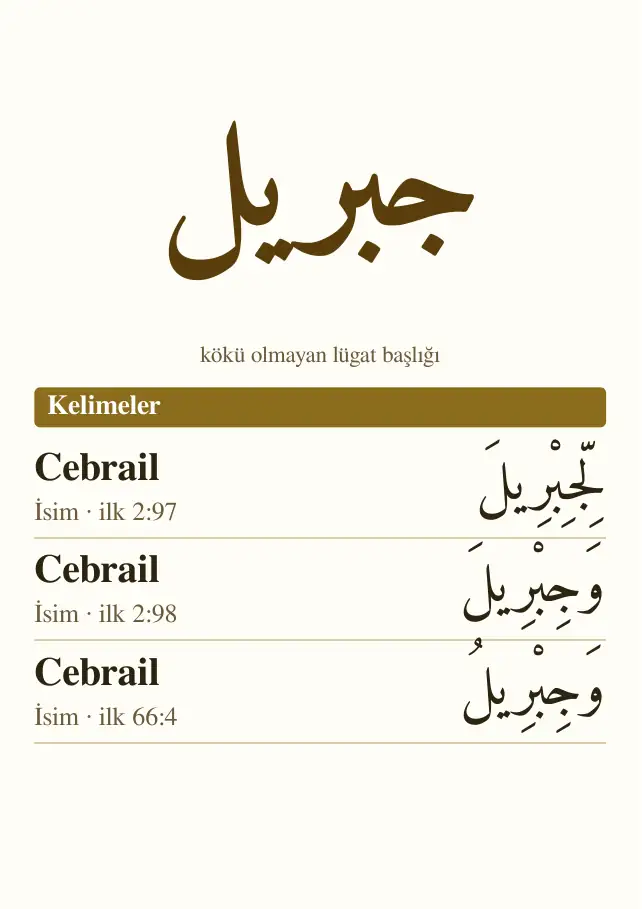 جبريل
kökü olmayan lügat başlığı
Kelimeler
Cebrail
لِّجِبْرِيلَ
İsim · ilk 2:97
Cebrail
وَجِبْرِيلَ
İsim · ilk 2:98
Cebrail
وَجِبْرِيلُ
İsim · ilk 66:4